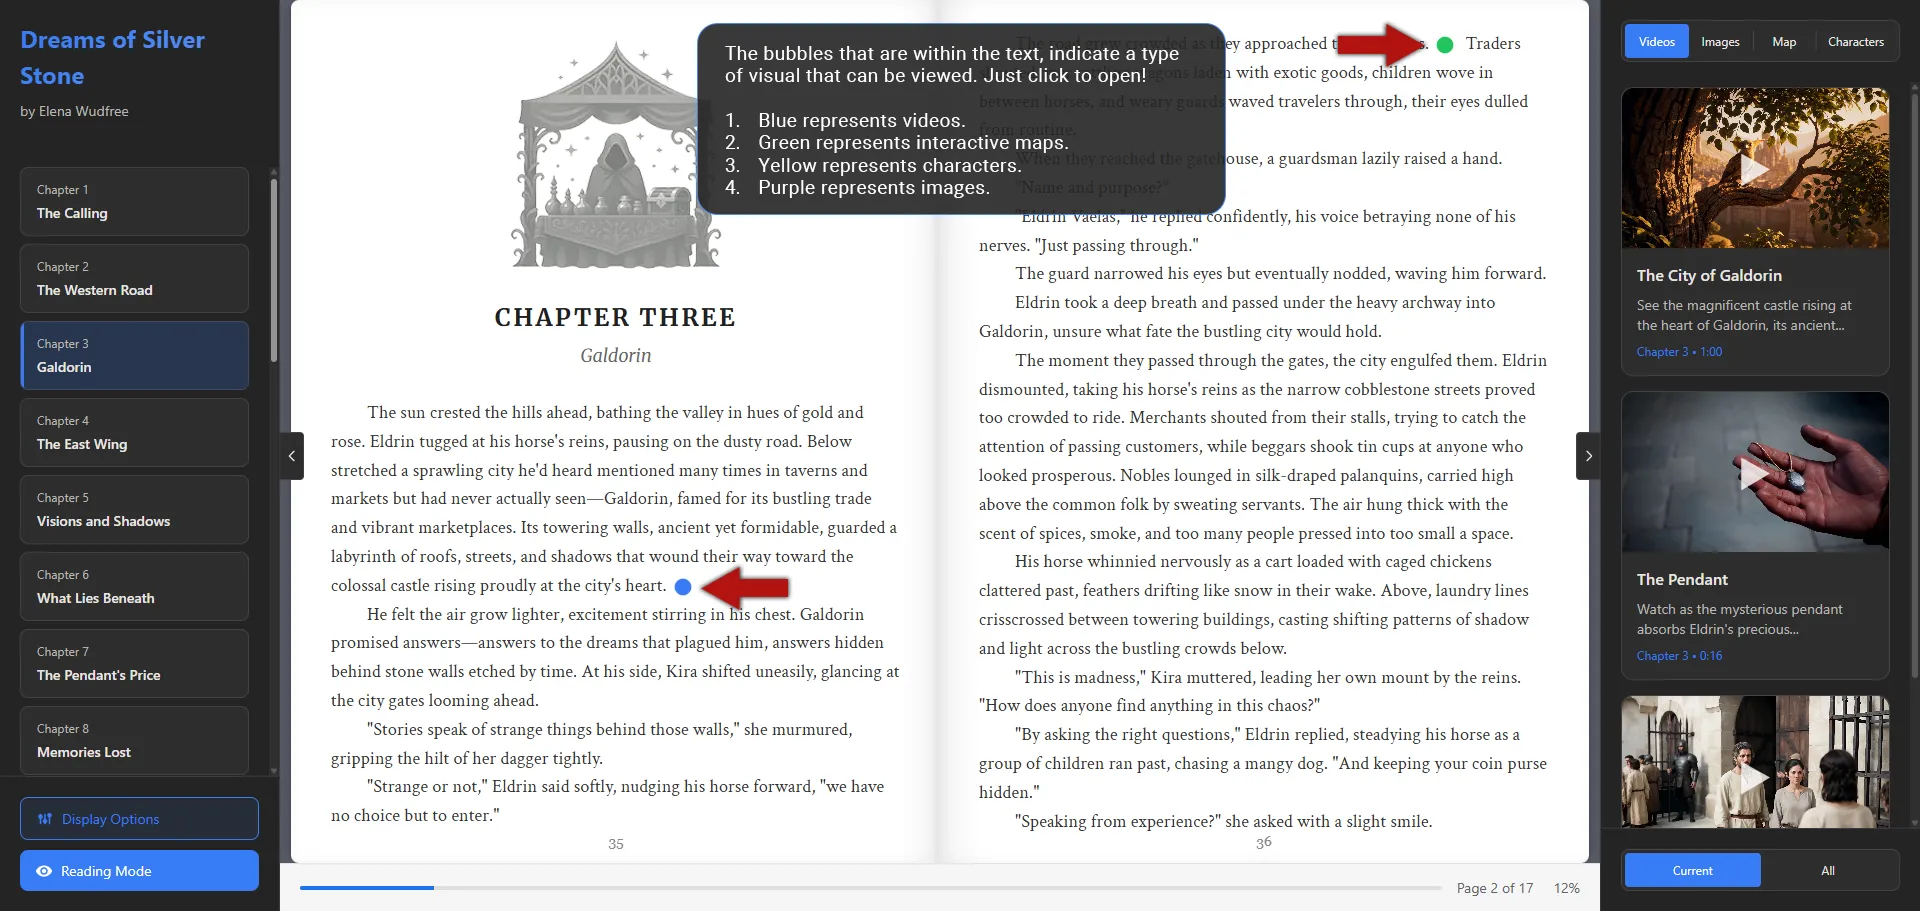 Dreams of Silver
Stone
by Elena Wudfree
Chapter 1
The Calling
Chapter 2
The Western Road
Chapter 3
Galdorin
Chapter 4
The East Wing
Chapter 5
Visions and Shadows
Chapter 6
What Lies Beneath
Chapter 7
The Pendant's Price
Chapter 8
Memories Lost
Display Options
Reading Mode
The bubbles that are within the text, indicate a type
of visual that can be viewed. Just click to open!
1. Blue represents videos.
2. Green represents interactive maps.
3. Yellow represents characters.
4. Purple represents images.
CHAPTER THREE
Galdorin
The sun crested the hills ahead, bathing the valley in hues of gold and
rose. Eldrin tugged at his horse's reins, pausing on the dusty road. Below
stretched a sprawling city he'd heard mentioned many times in taverns and
markets but had never actually seen—Galdorin, famed for its bustling trade
and vibrant marketplaces. Its towering walls, ancient yet formidable, guarded a
labyrinth of roofs, streets, and shadows that wound their way toward the
colossal castle rising proudly at the city's heart.
He felt the air grow lighter, excitement stirring in his chest. Galdorin
promised answers—answers to the dreams that plagued him, answers hidden
behind stone walls etched by time. At his side, Kira shifted uneasily, glancing at
the city gates looming ahead.
"Stories speak of strange things behind those walls," she murmured,
gripping the hilt of her dagger tightly.
"Strange or not," Eldrin said softly, nudging his horse forward, "we have
no choice but to enter."
35
The road grew crowded as they approached Traders
laden with exotic goods, children wove in
between horses, and weary guards waved travelers through, their eyes dulled
from routine.
When they reached the gatehouse, a guardsman lazily raised a hand.
"Name and purpose?"
"Eldrin Vaelas," he replied confidently, his voice betraying none of his
nerves. "Just passing through."
The guard narrowed his eyes but eventually nodded, waving him forward.
Eldrin took a deep breath and passed under the heavy archway into
Galdorin, unsure what fate the bustling city would hold.
The moment they passed through the gates, the city engulfed them. Eldrin
dismounted, taking his horse's reins as the narrow cobblestone streets proved
too crowded to ride. Merchants shouted from their stalls, trying to catch the
attention of passing customers, while beggars shook tin cups at anyone who
looked prosperous. Nobles lounged in silk-draped palanquins, carried high
above the common folk by sweating servants. The air hung thick with the
scent of spices, smoke, and too many people pressed into too small a space.
His horse whinnied nervously as a cart loaded with caged chickens
clattered past, feathers drifting like snow in their wake. Above, laundry lines
crisscrossed between towering buildings, casting shifting patterns of shadow
and light across the bustling crowds below.
"This is madness," Kira muttered, leading her own mount by the reins.
"How does anyone find anything in this chaos?"
"By asking the right questions," Eldrin replied, steadying his horse as a
group of children ran past, chasing a mangy dog. "And keeping your coin purse
hidden."
"Speaking from experience?" she asked with a slight smile.
36
Page 2 of 17 12%
Videos Images Map Characters
The City of Galdorin
See the magnificent castle rising at
the heart of Galdorin, its ancient...
Chapter 3 • 1:00
The Pendant
Watch as the mysterious pendant
absorbs Eldrin's precious...
Chapter 3 • 0:16
Current All